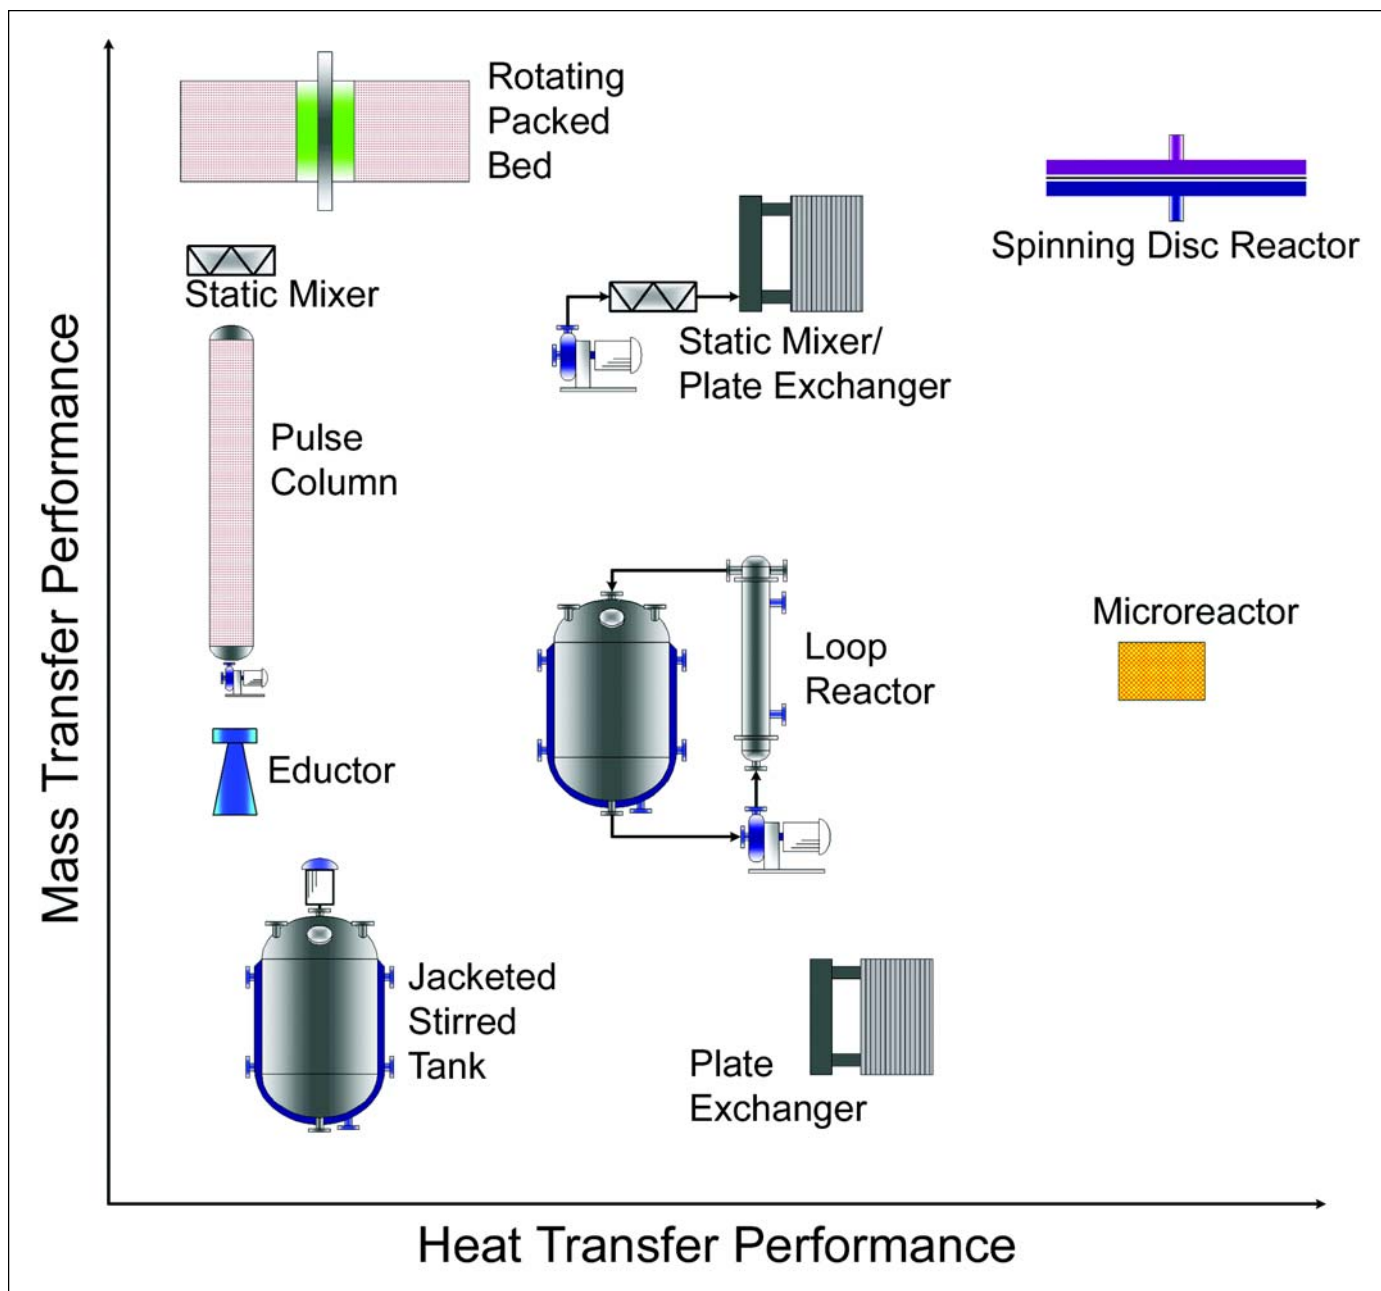 Rotating
Packed
Bed
Spinning Disc Reactor
Static Mixer
Static Mixer/
Plate Exchanger
Pulse
Column
Microreactor
Loop
Reactor
Eductor
Jacketed
Stirred
Tank
Plate
Exchanger
Mass Transfer Performance
Heat Transfer Performance